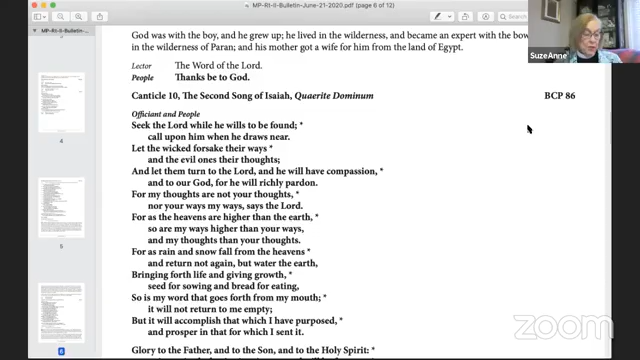 MP-Rt-II-Bulletin-June-21-2020.pdf (page 6 of 12)
MP-Rt-II-Bulletin-Jun...
4
5
6
God was with the boy, and he grew up; he lived in the wilderness, and became an expert with the bow
in the wilderness of Paran; and his mother got a wife for him from the land of Egypt.
Lector The Word of the Lord.
People Thanks be to God.
Canticle 10, The Second Song of Isaiah, Quaerite Dominum BCP 86
Officiant and People
Seek the Lord while he wills to be found; *
call upon him when he draws near.
Let the wicked forsake their ways *
and the evil ones their thoughts;
And let them turn to the Lord, and he will have compassion, *
and to our God, for he will richly pardon.
For my thoughts are not your thoughts, *
nor your ways my ways, says the Lord.
For as the heavens are higher than the earth, *
so are my ways higher than your ways,
and my thoughts than your thoughts.
For as rain and snow fall from the heavens *
and return not again, but water the earth,
Bringing forth life and giving growth, *
seed for sowing and bread for eating,
So is my word that goes forth from my mouth; *
it will not return to me empty;
But it will accomplish that which I have purposed, *
and prosper in that for which I sent it.
Glory to the Father, and to the Son, and to the Holy Spirit: *
SuzeAnne
zoom